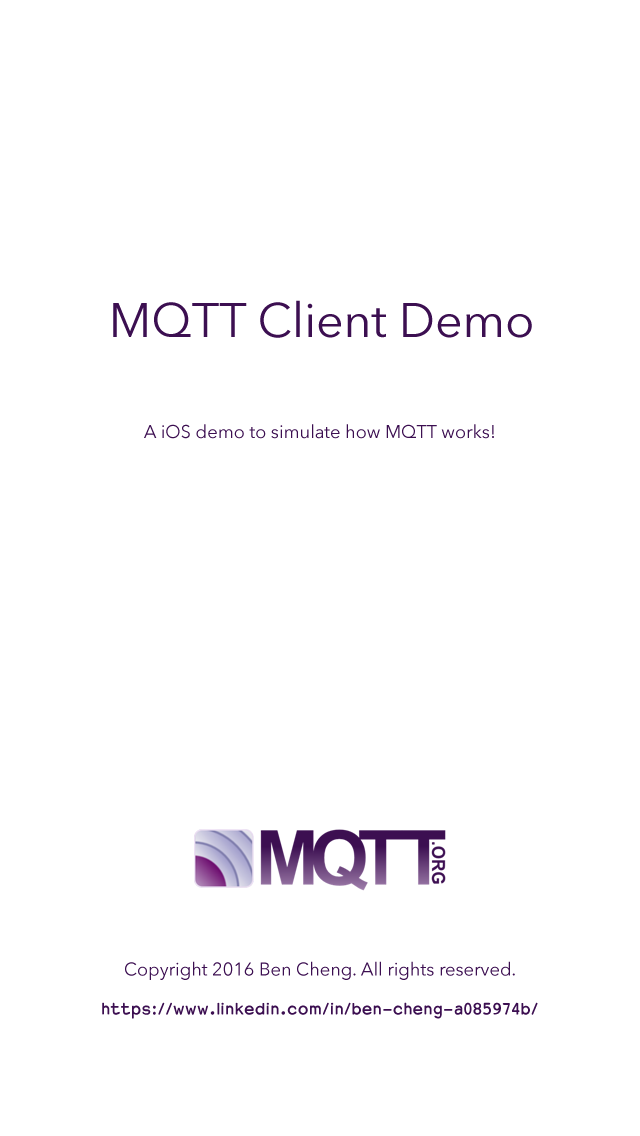 MQTT Client Demo
A iOS demo to simulate how MQTT works!
MQTT.ORG
Copyright 2016 Ben Cheng. All rights reserved.
https://www.linkedin.com/in/ben-cheng-a085974b/